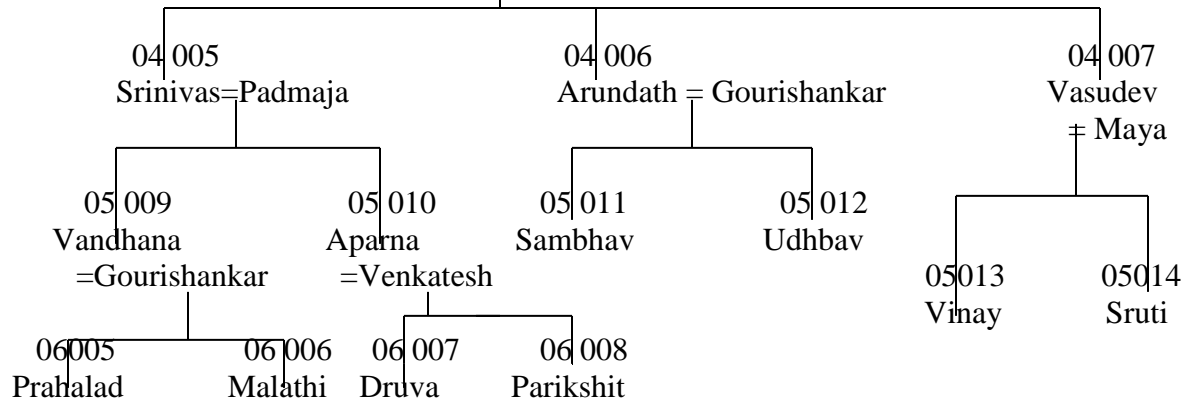 04 005 04 006 04 007
Srinivas=Padmaja Arundath = Gourishankar Vasudev
= Maya
05 009 05 010 05 011 05 012
Vandhana Aparna Sambhav Udhbav
=Gourishankar =Venkatesh 05013 05014
Vinay Sruti
06005 06 006 06 007 06 008
Prahalad Malathi Druva Parikshit